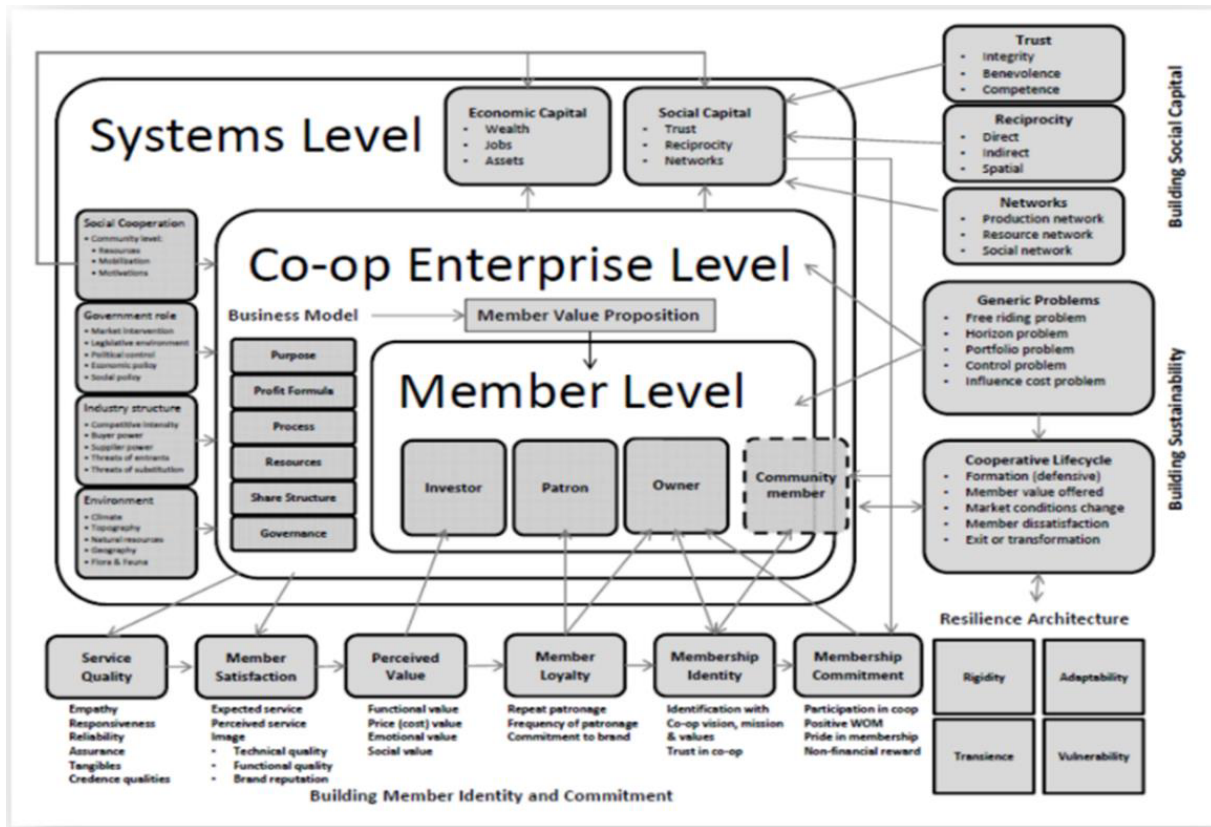 Systems Level
Economic Capital
• Wealth
• Jobs
• Assets
Social Capital
• Trust
• Reciprocity
• Networks
Trust
• Integrity
• Benevolence
• Competence
Reciprocity
• Direct
• Indirect
• Spatial
Networks
• Production network
• Resource network
• Social network
Building Social Capital
Social Cooperation
• Community level:
• Resources
• Mobilization
• Motivations
Government role
• Market Intervention
• Legislative environment
• Political control
• Economic policy
• Social policy
Industry structure
• Competitive intensity
• Buyer power
• Supplier power
• Threats of entrants
• Threats of substitution
Environment
• Climate
• Topography
• Natural resources
• Geography
• Flora & Fauna
Co-op Enterprise Level
Business Model
Member Value Proposition
Purpose
Profit Formula
Process
Resources
Share Structure
Governance
Member Level
Investor
Patron
Owner
Community
member
Generic Problems
• Free riding problem
• Horizon problem
• Portfolio problem
• Control problem
• Influence cost problem
Cooperative Lifecycle
• Formation (defensive)
• Member value offered
• Market conditions change
• Member dissatisfaction
• Exit or transformation
Building Sustainability
Resilience Architecture
Rigidity
Adaptability
Transience
Vulnerability
Service
Quality
Empathy
Responsiveness
Reliability
Assurance
Tangibles
Credence qualities
Member
Satisfaction
Expected service
Perceived service
Image
• Technical quality
• Functional quality
• Brand reputation
Perceived
Value
Functional value
Price (cost) value
Emotional value
Social value
Member
Loyalty
Repeat patronage
Frequency of patronage
Commitment to brand
Membership
Identity
Identification with
Co-op vision, mission
& values
Trust in co-op
Membership
Commitment
Participation in coop
Positive WOM
Pride in membership
Non-financial reward
Building Member Identity and Commitment